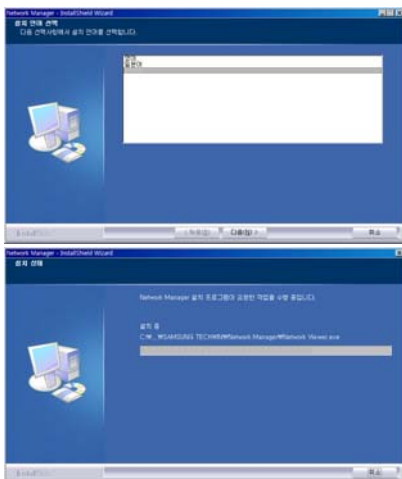 Network Manager - InstallShield Wizard
설치 언어 선택
다음 선택사항에서 설치 언어를 선택합니다.
InstallShield
< 뒤로(B)
다음(N) >
취소
Network Manager - InstallShield Wizard
설치 상태
Network Manager 설치 프로그램이 요청한 작업을 수행 중입니다.
설치 중
C:₩...₩SAMSUNG TECHWIN₩Network Manager₩Network Viewer.exe
InstallShield
취소